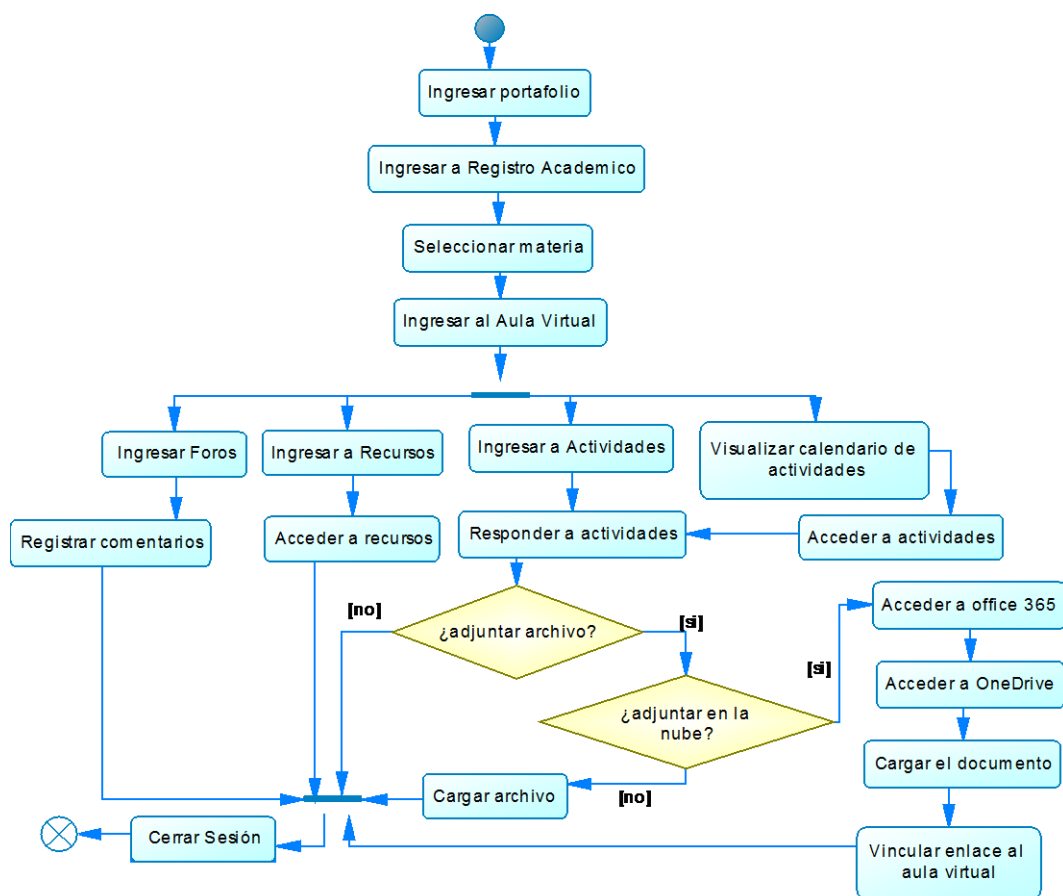 Ingresar portafolio
Ingresar a Registro Academico
Seleccionar materia
Ingresar al Aula Virtual
Ingresar Foros
Ingresar a Recursos
Ingresar a Actividades
Visualizar calendario de
actividades
Registrar comentarios
Acceder a recursos
Responder a actividades
Acceder a actividades
[no]
¿adjuntar archivo?
[si]
Acceder a office 365
[si]
Acceder a OneDrive
¿adjuntar en la
nube?
Cargar el documento
Cargar archivo
[no]
Cerrar Sesión
Vincular enlace al
aula virtual